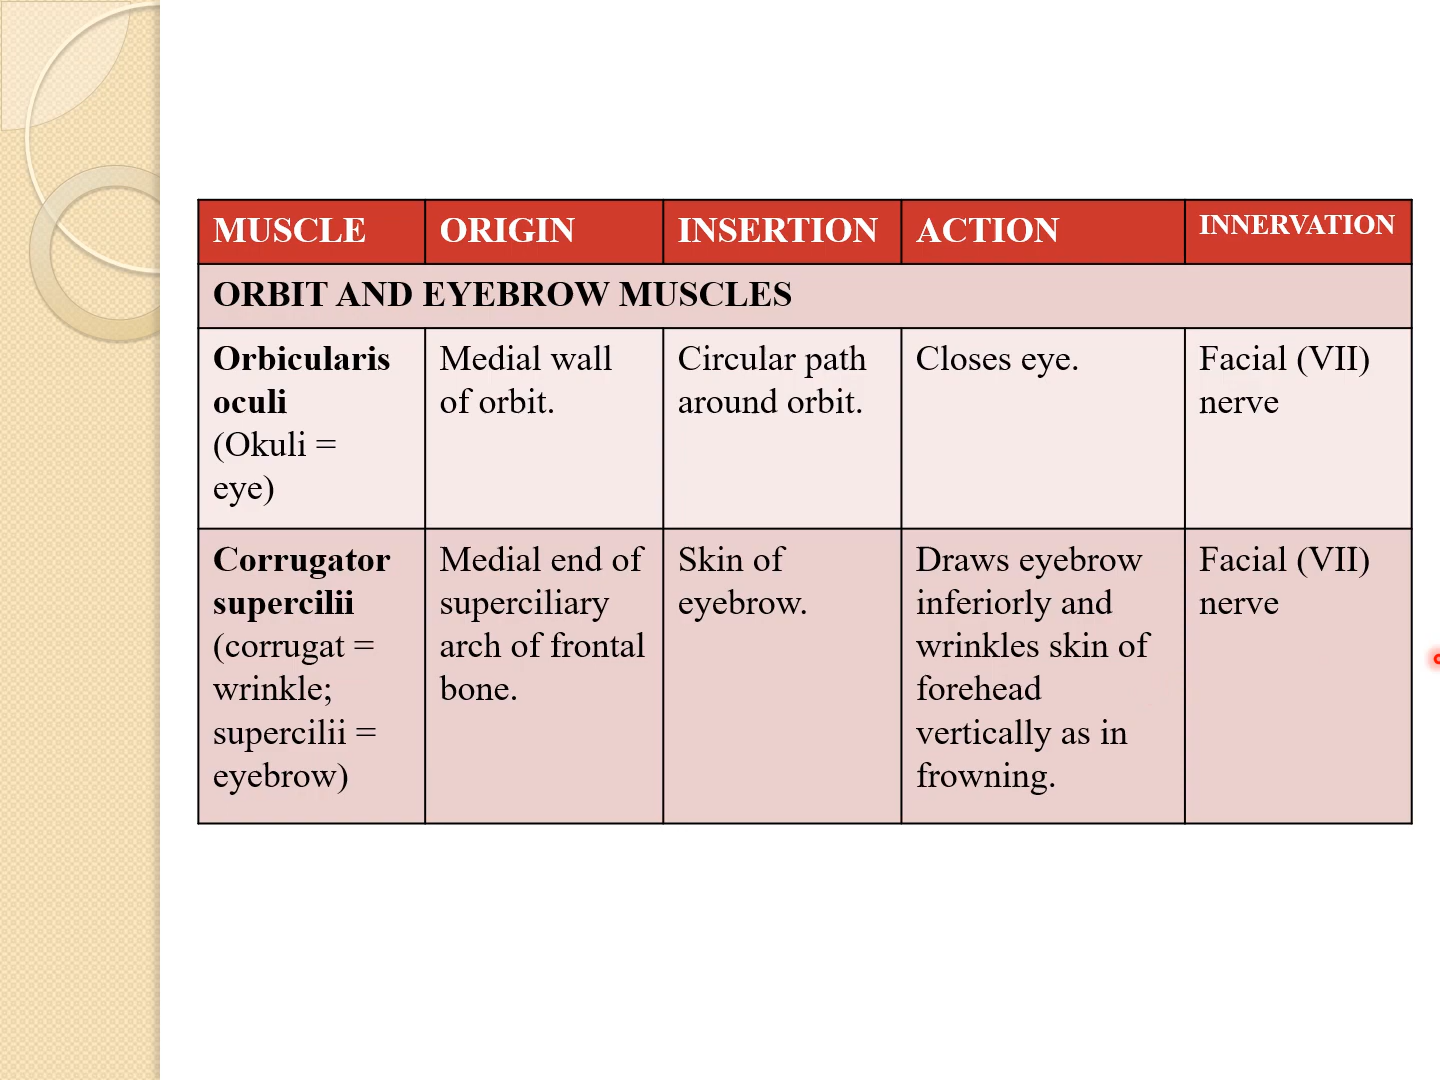 MUSCLE ORIGIN INSERTION ACTION INNERVATION
ORBIT AND EYEBROW MUSCLES
Orbicularis
oculi
(Okuli =
eye)
Medial wall
of orbit.
Circular path
around orbit.
Closes eye.
Facial (VII)
nerve
Corrugator
supercilii
(corrugat =
wrinkle;
supercilii =
eyebrow)
Medial end of
superciliary
arch of frontal
bone.
Skin of
eyebrow.
Draws eyebrow
inferiorly and
wrinkles skin of
forehead
vertically as in
frowning.
Facial (VII)
nerve